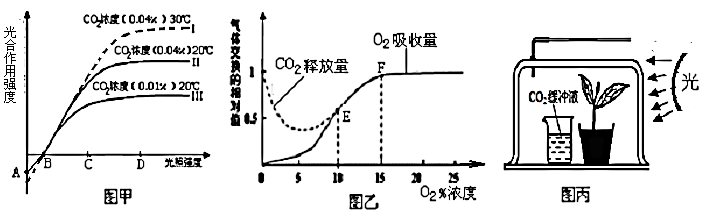 光合作用强度
CO2浓度(0.04%)30℃
I
CO2浓度(0.04%)20℃
II
CO2浓度(0.01%)20℃
III
A
B
C
D
光照强度
图甲
气体交换的相对值
1
0.5
CO2释放量
O2吸收量
E
F
0
5
10
15
20
25
O2%浓度
图乙
CO2缓冲液
光
图丙